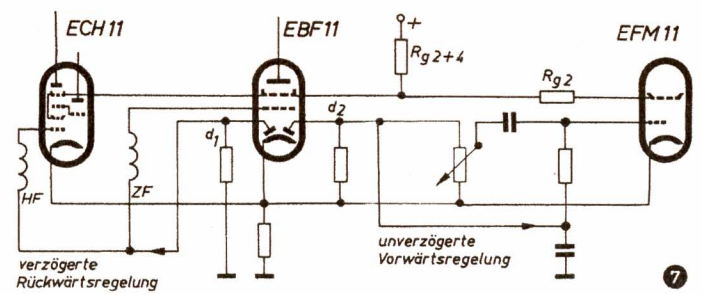 ECH11
EBF11
+
EFM11
Rg2+4
Rg2
d1
d2
HF
ZF
verzögerte
Rückwärtsregelung
unverzögerte
Vorwärtsregelung
7